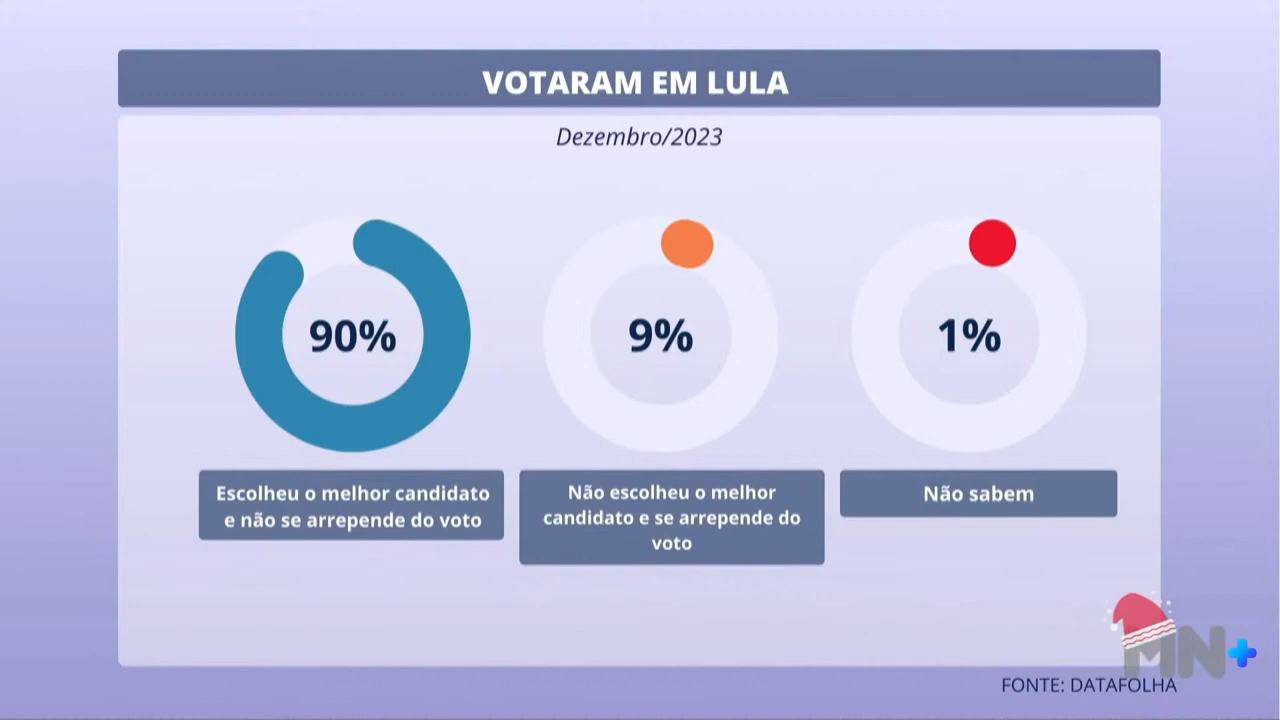 VOTARAM EM LULA
Dezembro/2023
90%
9%
1%
Escolheu o melhor candidato
e não se arrepende do voto
Não escolheu o melhor
candidato e se arrepende do
voto
Não sabem
MN+
FONTE: DATAFOLHA